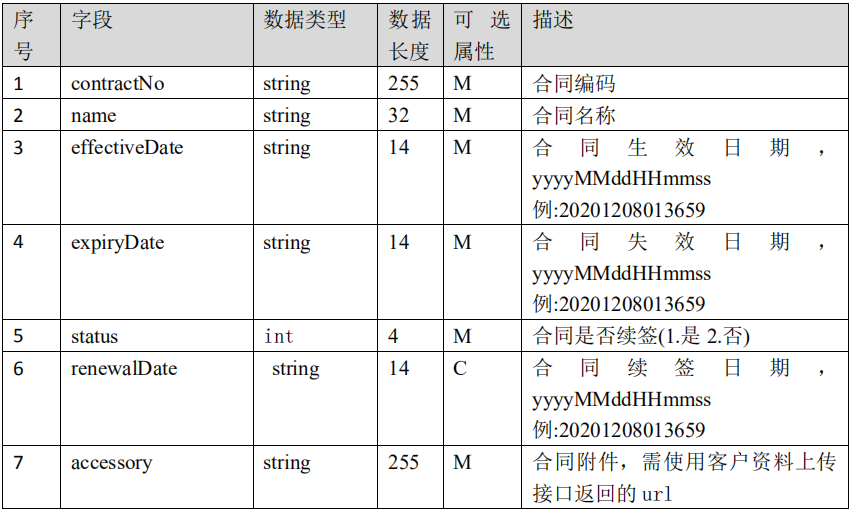 序号 字段 数据类型 数据长度 可选属性 描述
1 contractNo string 255 M 合同编码
2 name string 32 M 合同名称
3 effectiveDate string 14 M 合同生效日期，
yyyyMMddHHmmss
例:20201208013659
4 expiryDate string 14 M 合同失效日期，
yyyyMMddHHmmss
例:20201208013659
5 status int 4 M 合同是否续签(1.是 2.否)
6 renewalDate string 14 C 合同续签日期，
yyyyMMddHHmmss
例:20201208013659
7 accessory string 255 M 合同附件，需使用客户资料上传
接口返回的 url